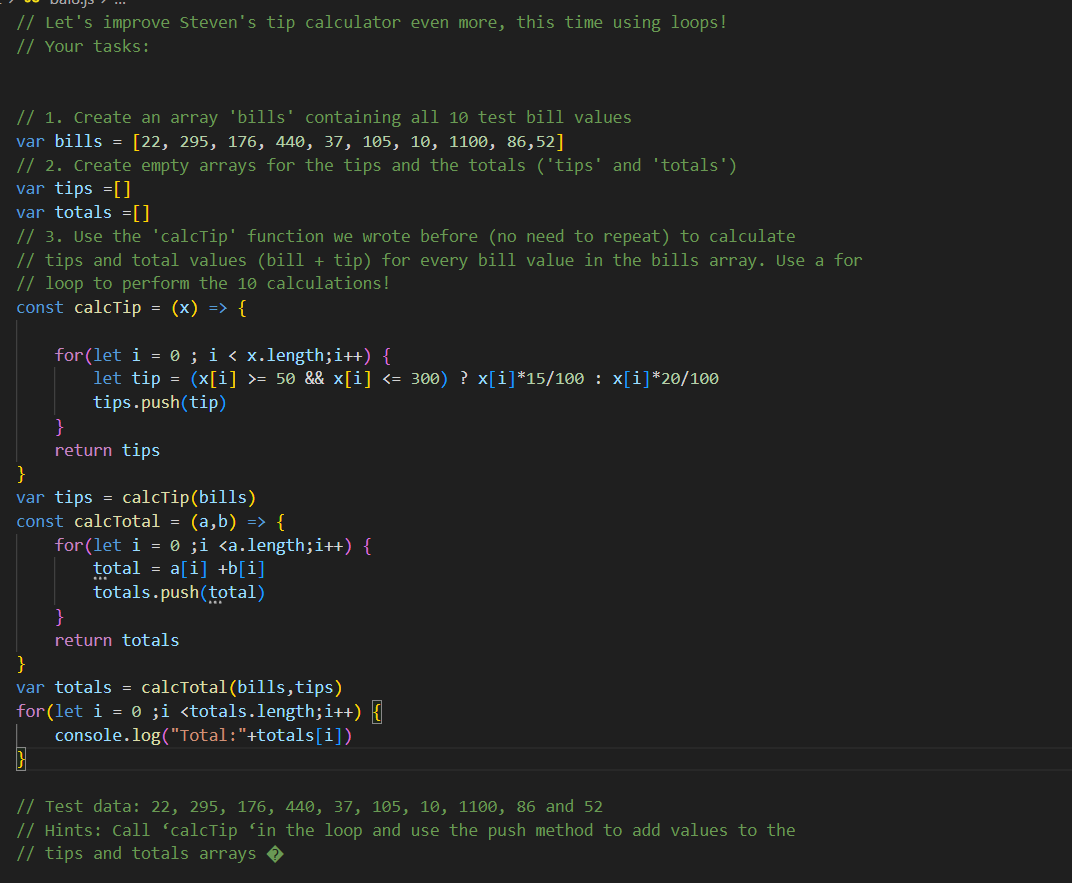 // Let's improve Steven's tip calculator even more, this time using loops!
// Your tasks:
// 1. Create an array 'bills' containing all 10 test bill values
var bills = [22, 295, 176, 440, 37, 105, 10, 1100, 86,52]
// 2. Create empty arrays for the tips and the totals ('tips' and 'totals')
var tips =[]
var totals =[]
// 3. Use the 'calcTip' function we wrote before (no need to repeat) to calculate
// tips and total values (bill + tip) for every bill value in the bills array. Use a for
// loop to perform the 10 calculations!
const calcTip = (x) => {
for(let i = 0 ; i < x.length;i++) {
let tip = (x[i] >= 50 && x[i] <= 300) ? x[i]*15/100 : x[i]*20/100
tips.push(tip)
}
return tips
}
var tips = calcTip(bills)
const calcTotal = (a,b) => {
for(let i = 0 ;i <a.length;i++) {
total = a[i] +b[i]
totals.push(total)
}
return totals
}
var totals = calcTotal(bills,tips)
for(let i = 0 ;i <totals.length;i++) {
console.log("Total:"+totals[i])
}
// Test data: 22, 295, 176, 440, 37, 105, 10, 1100, 86 and 52
// Hints: Call ‘calcTip ‘in the loop and use the push method to add values to the
// tips and totals arrays �